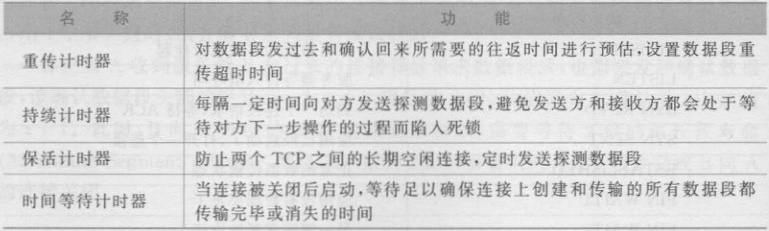 名 称 功 能
重传计时器 对数据段发过去和确认回来所需要的往返时间进行预估,设置数据段重
传超时时间
持续计时器 每隔一定时间向对方发送探测数据段,避免发送方和接收方都会处于等
待对方下一步操作的过程而陷入死锁
保活计时器 防止两个 TCP 之间的长期空闲连接,定时发送探测数据段
时间等待计时器 当连接被关闭后启动,等待足以确保连接上创建和传输的所有数据段都
传输完毕或消失的时间